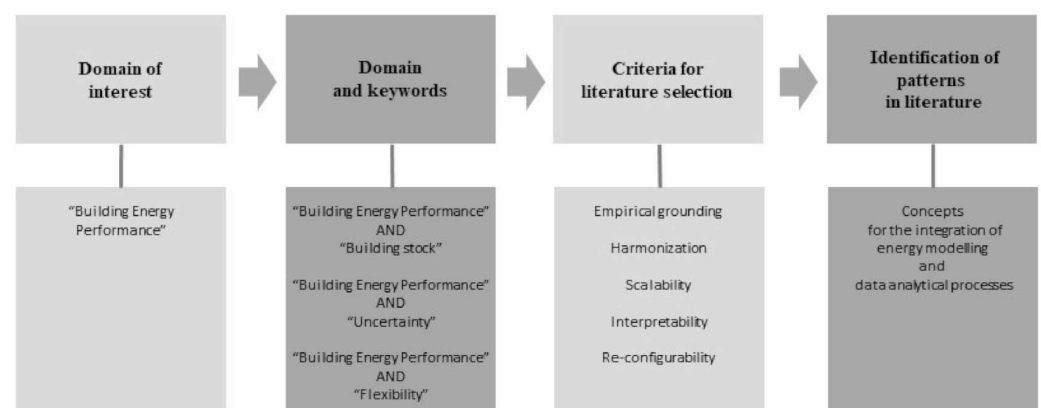 Domain of
interest
Domain
and keywords
Criteria for
literature selection
Identification of
patterns
in literature
“Building Energy
Performance”
“Building Energy Performance”
AND
“Building stock”
“Building Energy Performance”
AND
“Uncertainty”
“Building Energy Performance”
AND
“Flexibility”
Empirical grounding
Harmonization
Scalability
Interpretability
Re-configurability
Concepts
for the integration of
energy modelling
and
data analytical processes